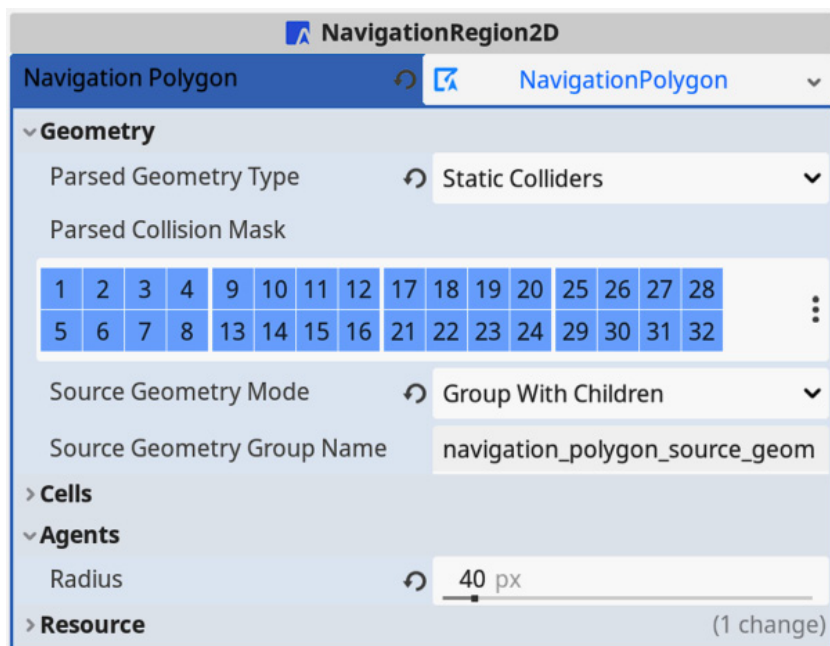 NavigationRegion2D
Navigation Polygon NavigationPolygon
Geometry
Parsed Geometry Type Static Colliders
Parsed Collision Mask
1 2 3 4 9 10 11 12 17 18 19 20 25 26 27 28
5 6 7 8 13 14 15 16 21 22 23 24 29 30 31 32
Source Geometry Mode Group With Children
Source Geometry Group Name navigation_polygon_source_geom
Cells
Agents
Radius 40 px
Resource (1 change)